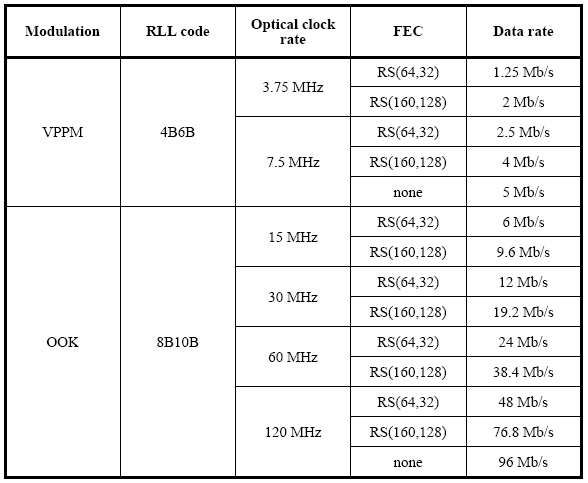 Modulation RLL code Optical clock rate FEC Data rate
VPPM 4B6B 3.75 MHz RS(64,32) 1.25 Mb/s
RS(160,128) 2 Mb/s
7.5 MHz RS(64,32) 2.5 Mb/s
RS(160,128) 4 Mb/s
none 5 Mb/s
OOK 8B10B 15 MHz RS(64,32) 6 Mb/s
RS(160,128) 9.6 Mb/s
30 MHz RS(64,32) 12 Mb/s
RS(160,128) 19.2 Mb/s
60 MHz RS(64,32) 24 Mb/s
RS(160,128) 38.4 Mb/s
120 MHz RS(64,32) 48 Mb/s
RS(160,128) 76.8 Mb/s
none 96 Mb/s